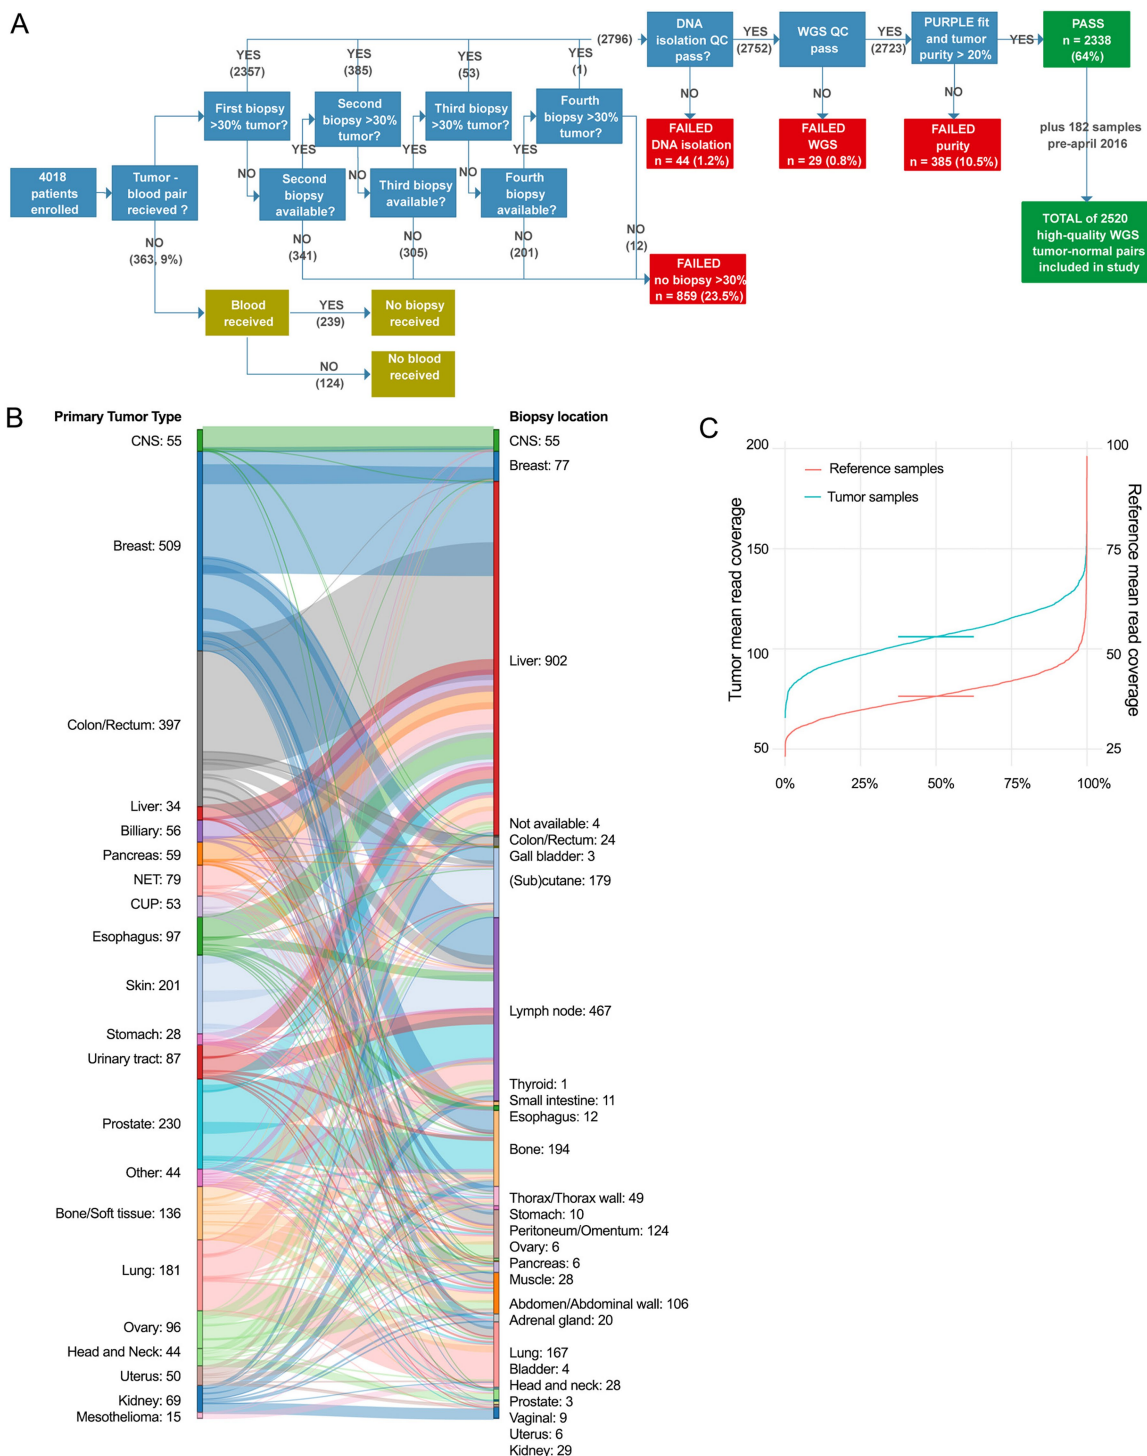 A
YES
(2357)
YES
(385)
YES
(53)
YES
(1)
(2796)
DNA
isolation QC
pass?
YES
(2752)
WGS QC
pass
YES
(2723)
PURPLE fit
and tumor
purity > 20%
YES
PASS
n = 2338
(64%)
NO
NO
NO
First biopsy
>30% tumor?
Second
biopsy >30%
tumor?
Third biopsy
>30% tumor?
Fourth
biopsy >30%
tumor?
FAILED
DNA isolation
n = 44 (1.2%)
FAILED
WGS
n = 29 (0.8%)
FAILED
purity
n = 385 (10.5%)
plus 182 samples
pre-april 2016
YES
YES
YES
NO
NO
NO
4018
patients
enrolled
Tumor -
blood pair
recieved ?
Second
biopsy
available?
Third biopsy
available?
Fourth
biopsy
available?
NO
(363, 9%)
NO
(341)
NO
(305)
NO
(201)
NO
(12)
FAILED
no biopsy >30%
n = 859 (23.5%)
TOTAL of 2520
high-quality WGS
tumor-normal pairs
included in study
Blood
received
YES
(239)
No biopsy
received
NO
(124)
No blood
received
B
Primary Tumor Type
CNS: 55
Breast: 509
Colon/Rectum: 397
Liver: 34
Billiary: 56
Pancreas: 59
NET: 79
CUP: 53
Esophagus: 97
Skin: 201
Stomach: 28
Urinary tract: 87
Prostate: 230
Other: 44
Bone/Soft tissue: 136
Lung: 181
Ovary: 96
Head and Neck: 44
Uterus: 50
Kidney: 69
Mesothelioma: 15
Biopsy location
CNS: 55
Breast: 77
Liver: 902
Not available: 4
Colon/Rectum: 24
Gall bladder: 3
(Sub)cutane: 179
Lymph node: 467
Thyroid: 1
Small intestine: 11
Esophagus: 12
Bone: 194
Thorax/Thorax wall: 49
Stomach: 10
Peritoneum/Omentum: 124
Ovary: 6
Pancreas: 6
Muscle: 28
Abdomen/Abdominal wall: 106
Adrenal gland: 20
Lung: 167
Bladder: 4
Head and neck: 28
Prostate: 3
Vaginal: 9
Uterus: 6
Kidney: 29
C
200
150
100
50
Tumor mean read coverage
Reference samples
Tumor samples
100
75
50
25
Reference mean read coverage
0%
25%
50%
75%
100%